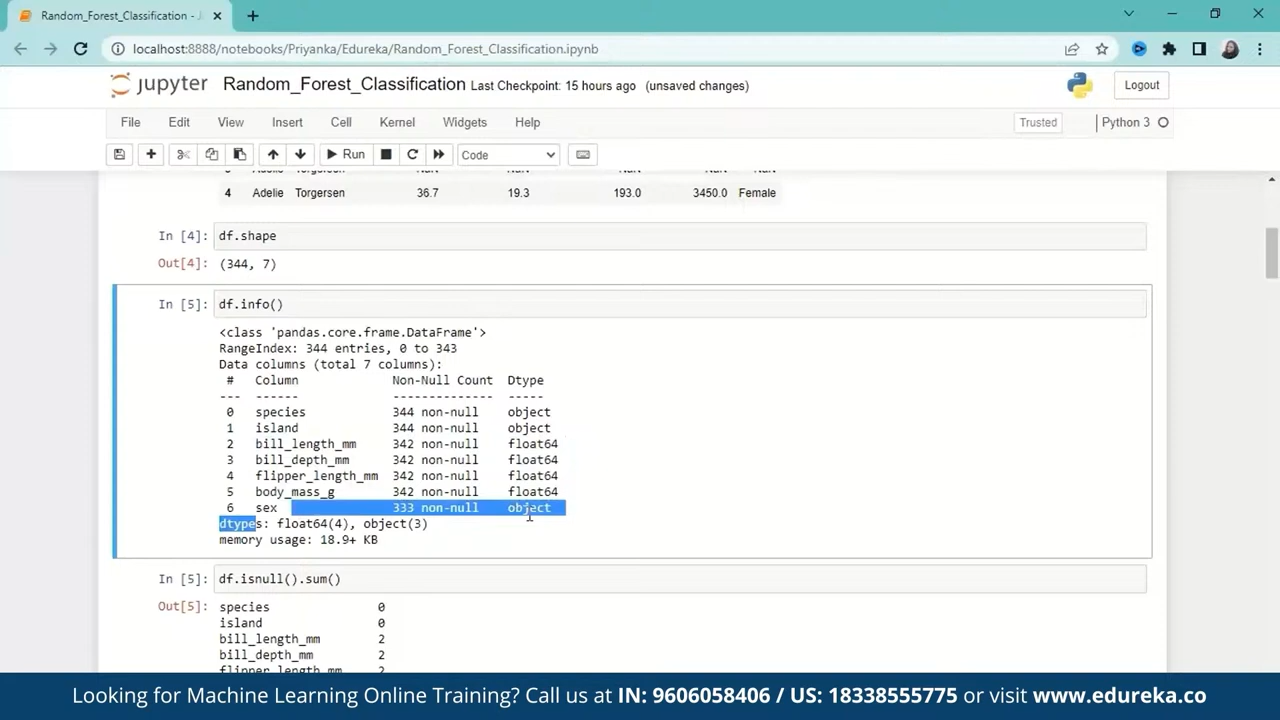 Random_Forest_Classification - J
localhost:8888/notebooks/Priyanka/Edureka/Random_Forest_Classification.ipynb
jupyter Random_Forest_Classification Last Checkpoint: 15 hours ago (unsaved changes) Logout
File Edit View Insert Cell Kernel Widgets Help Trusted Python 3
Run Code
4 Adelie Torgersen 36.7 19.3 193.0 3450.0 Female
In [4]: df.shape
Out[4]: (344, 7)
In [5]: df.info()
<class 'pandas.core.frame.DataFrame'>
RangeIndex: 344 entries, 0 to 343
Data columns (total 7 columns):
# Column Non-Null Count Dtype
--- ------ -------------- -----
0 species 344 non-null object
1 island 344 non-null object
2 bill_length_mm 342 non-null float64
3 bill_depth_mm 342 non-null float64
4 flipper_length_mm 342 non-null float64
5 body_mass_g 342 non-null float64
6 sex 333 non-null object
dtypes: float64(4), object(3)
memory usage: 18.9+ KB
In [5]: df.isnull().sum()
Out[5]: species 0
island 0
bill_length_mm 2
bill_depth_mm 2
flipper_length_mm 2
Looking for Machine Learning Online Training? Call us at IN: 9606058406 / US: 18338555775 or visit www.edureka.co